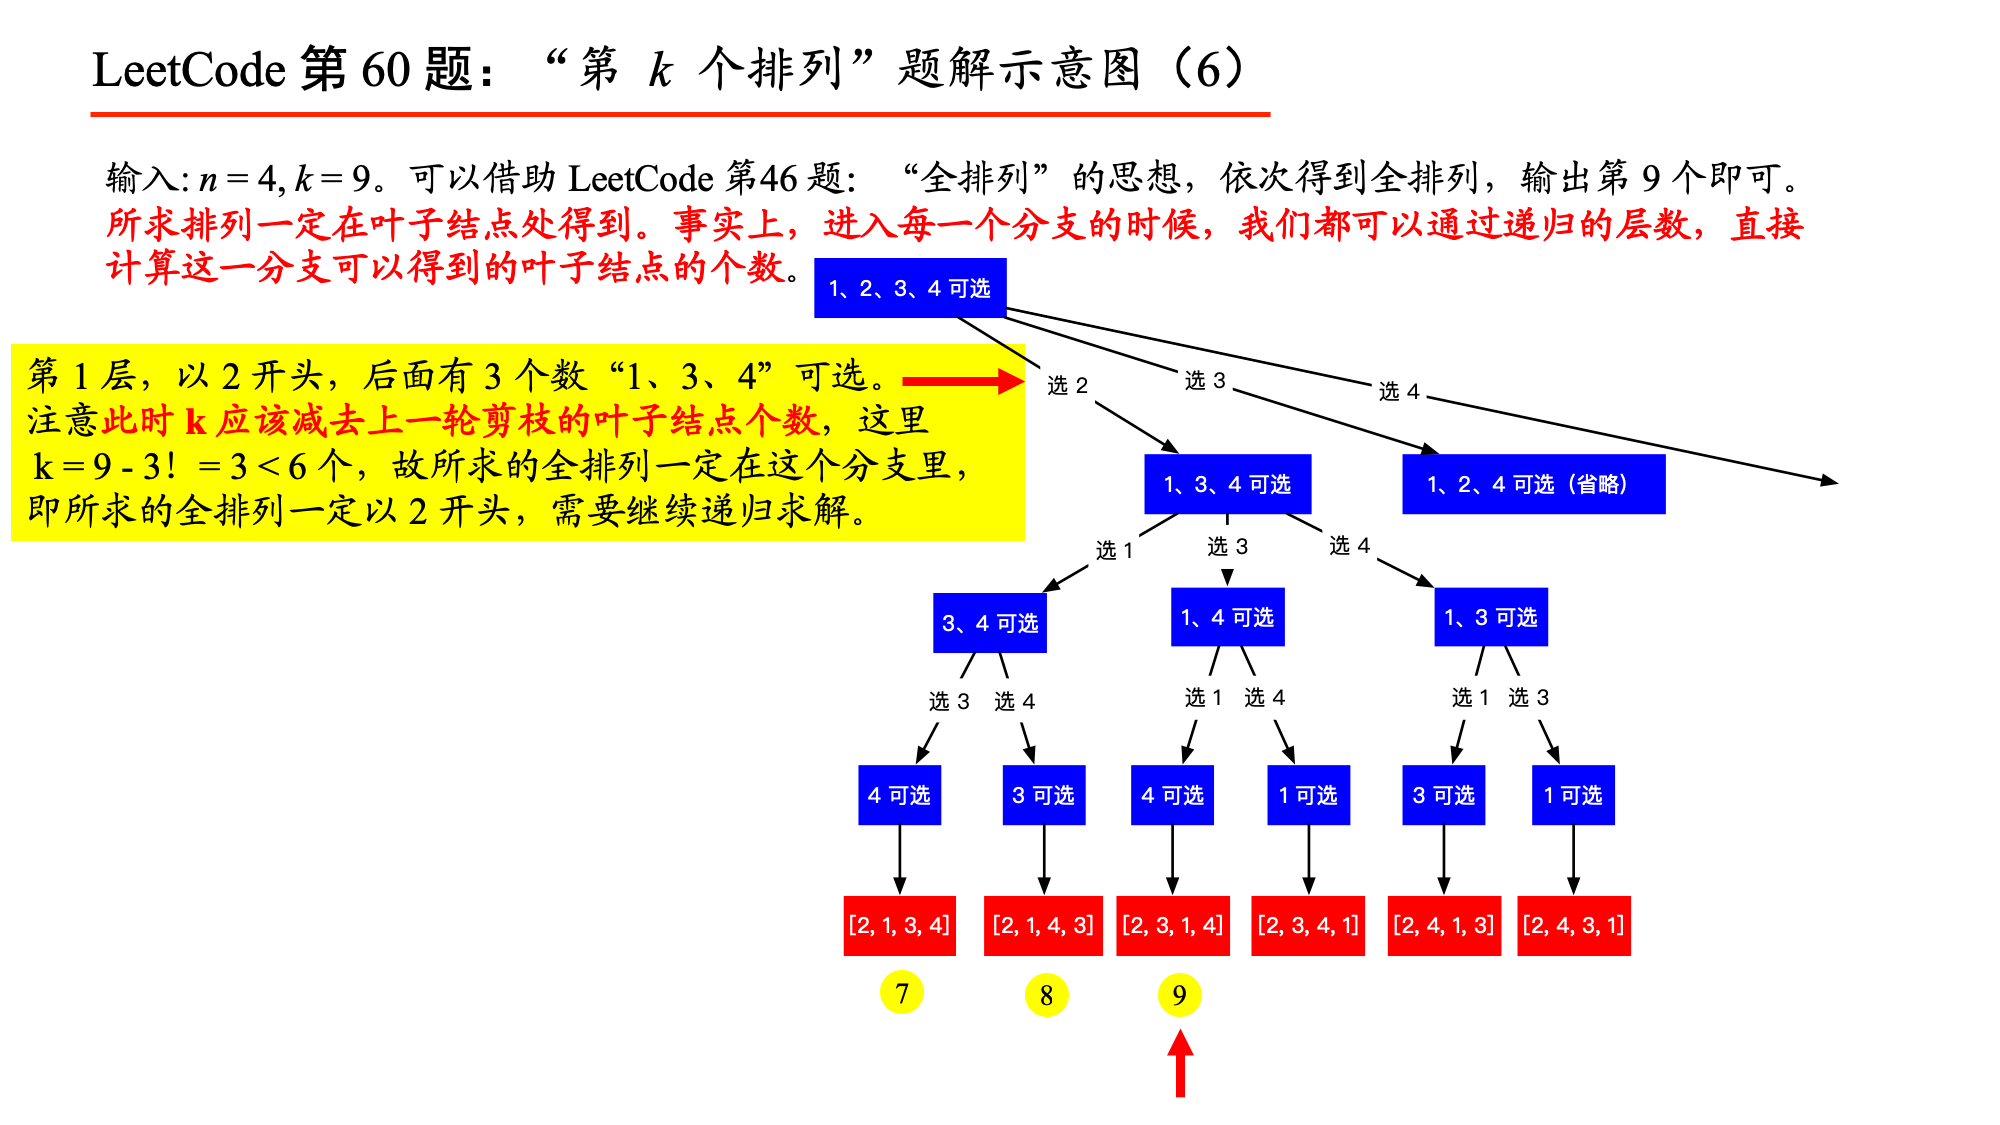 LeetCode 第 60 题：“第 k 个排列”题解示意图（6）
输入: n = 4, k = 9。可以借助 LeetCode 第46 题：“全排列”的思想，依次得到全排列，输出第 9 个即可。
所求排列一定在叶子结点处得到。事实上，进入每一个分支的时候，我们都可以通过递归的层数，直接
计算这一分支可以得到的叶子结点的个数。
1、2、3、4 可选
第 1 层，以 2 开头，后面有 3 个数“1、3、4”可选。
注意此时 k 应该减去上一轮剪枝的叶子结点个数，这里
k = 9 - 3！= 3 < 6 个，故所求的全排列一定在这个分支里，
即所求的全排列一定以 2 开头，需要继续递归求解。
选 2
选 3
选 4
1、3、4 可选
1、2、4 可选（省略）
选 1
选 3
选 4
3、4 可选
1、4 可选
1、3 可选
选 3
选 4
选 1
选 4
选 1
选 3
4 可选
3 可选
4 可选
1 可选
3 可选
1 可选
[2, 1, 3, 4]
[2, 1, 4, 3]
[2, 3, 1, 4]
[2, 3, 4, 1]
[2, 4, 1, 3]
[2, 4, 3, 1]
7
8
9